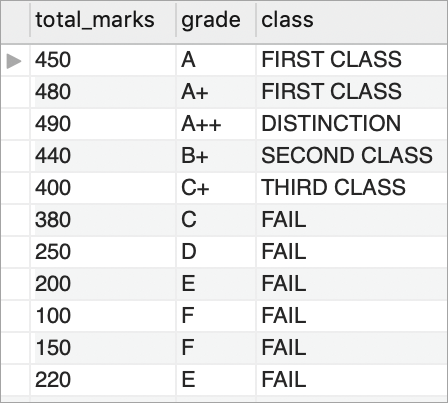 total_marks grade class
450 A FIRST CLASS
480 A+ FIRST CLASS
490 A++ DISTINCTION
440 B+ SECOND CLASS
400 C+ THIRD CLASS
380 C FAIL
250 D FAIL
200 E FAIL
100 F FAIL
150 F FAIL
220 E FAIL